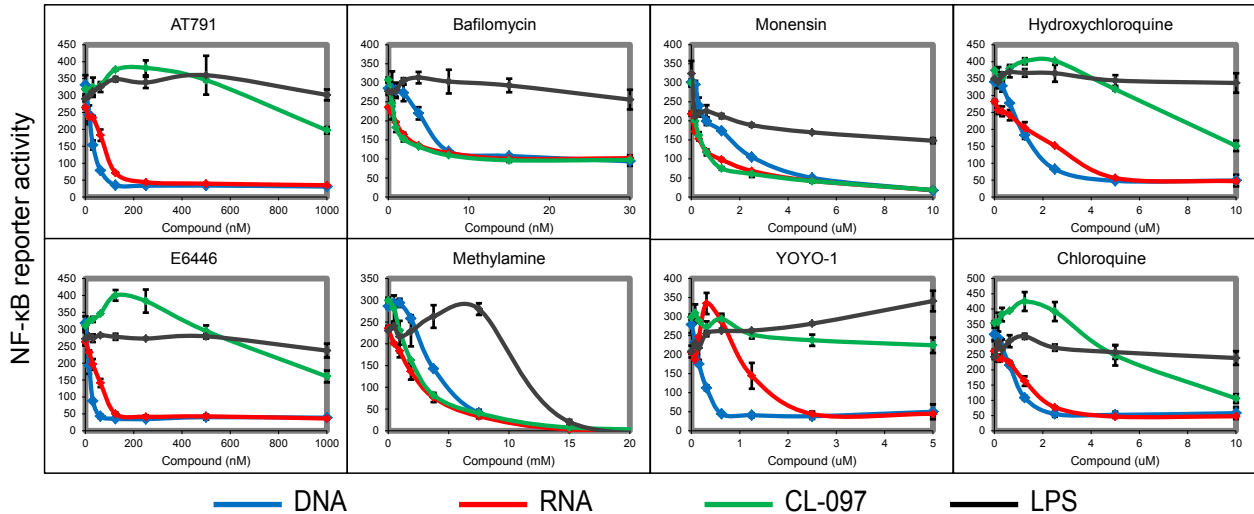 NF-κB reporter activity
AT791
450
400
350
300
250
200
150
100
50
0
0 200 400 600 800 1000
Compound (nM)
Bafilomycin
400
350
300
250
200
150
100
50
0
0 10 20 30
Compound (nM)
Monensin
400
350
300
250
200
150
100
50
0
0 2 4 6 8 10
Compound (uM)
Hydroxychloroquine
450
400
350
300
250
200
150
100
50
0
0 2 4 6 8 10
Compound (uM)
E6446
450
400
350
300
250
200
150
100
50
0
0 200 400 600 800 1000
Compound (nM)
Methylamine
350
300
250
200
150
100
50
0
0 5 10 15 20
Compound (mM)
YOYO-1
400
350
300
250
200
150
100
50
0
0 1 2 3 4 5
Compound (uM)
Chloroquine
500
450
400
350
300
250
200
150
100
50
0
0 2 4 6 8 10
Compound (uM)
DNA RNA CL-097 LPS